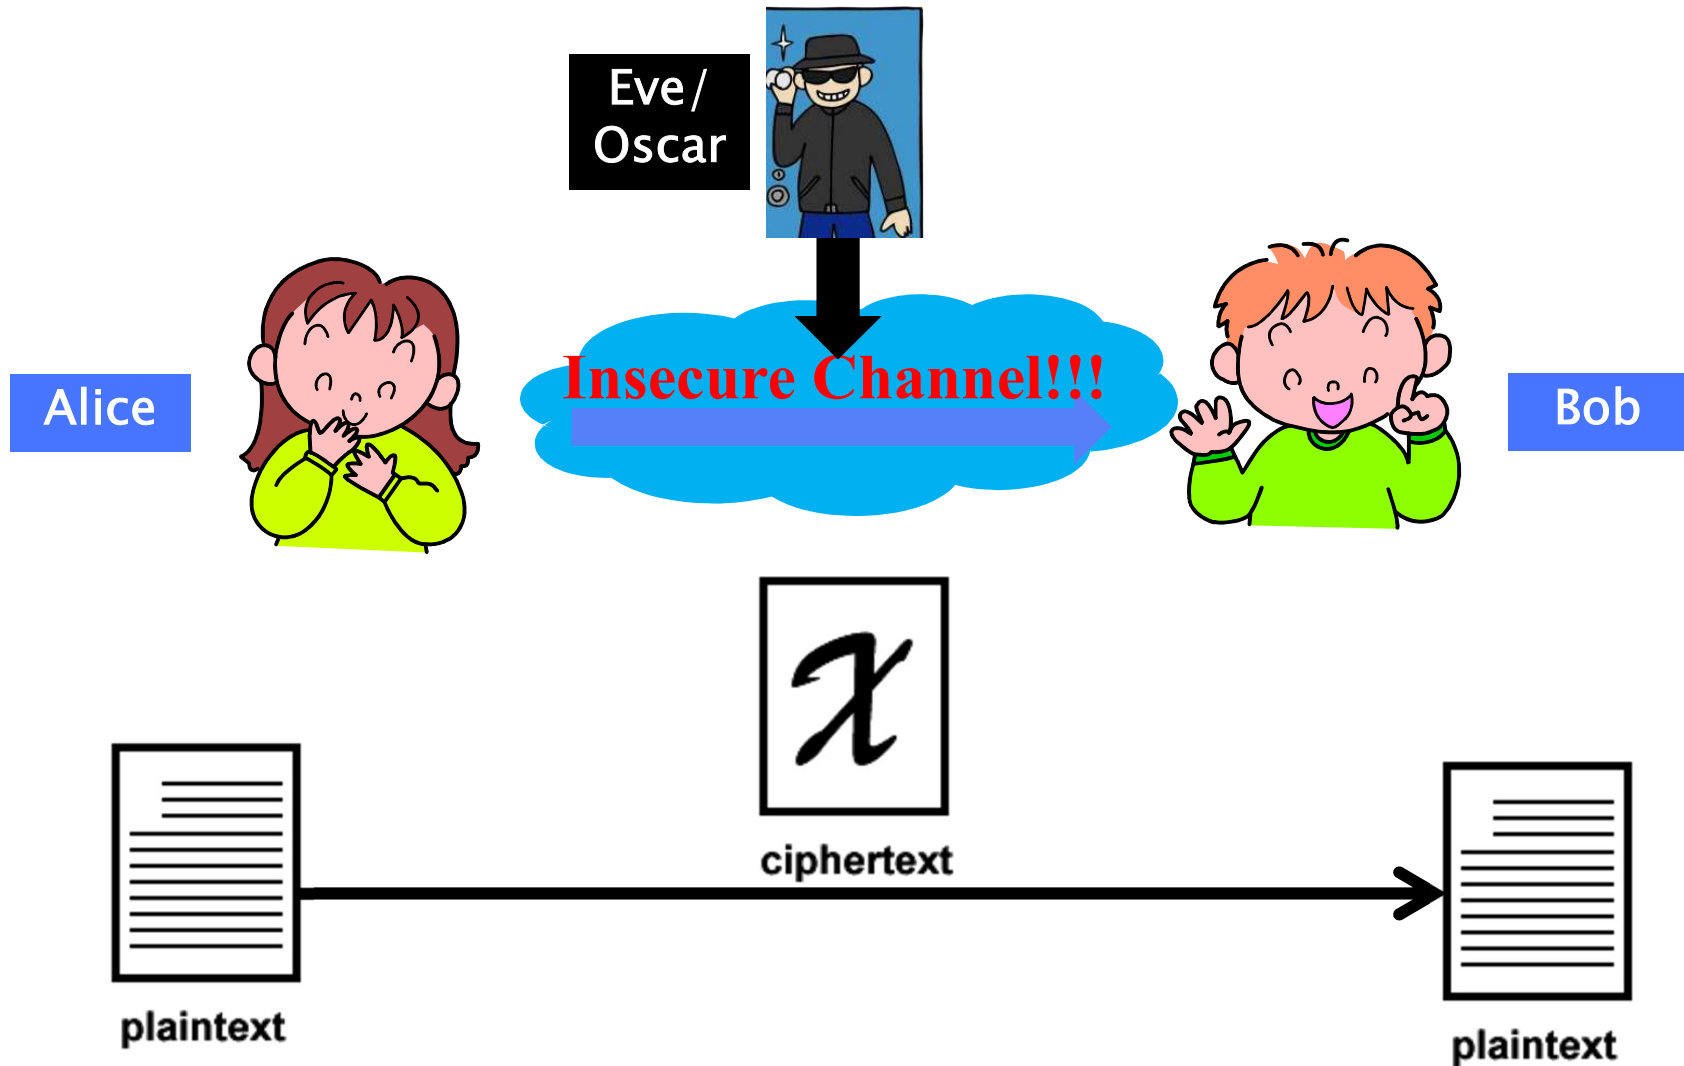 Eve/
Oscar
Insecure Channel!!!
Alice
Bob
X
ciphertext
plaintext
plaintext